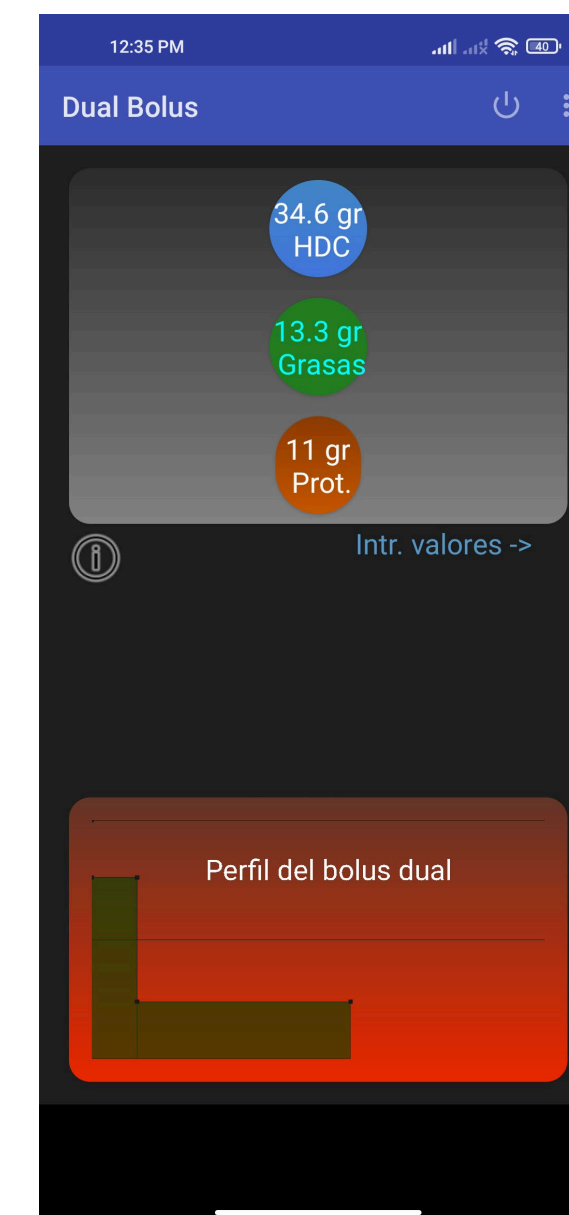 12:35 PM
40
Dual Bolus
34.6 gr
HDC
13.3 gr
Grasas
11 gr
Prot.
Intr. valores ->
Perfil del bolus dual